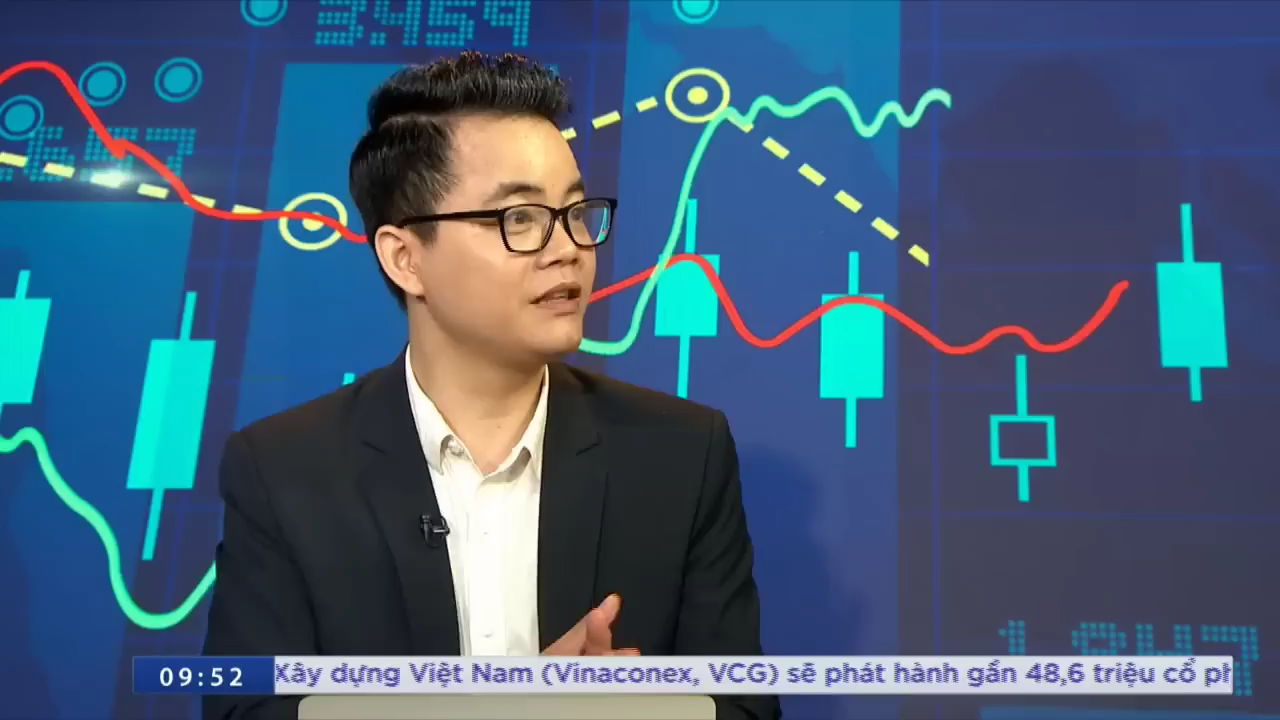 3.459
09:52
Xây dựng Việt Nam (Vinaconex, VCG) sẽ phát hành gần 48,6 triệu cổ